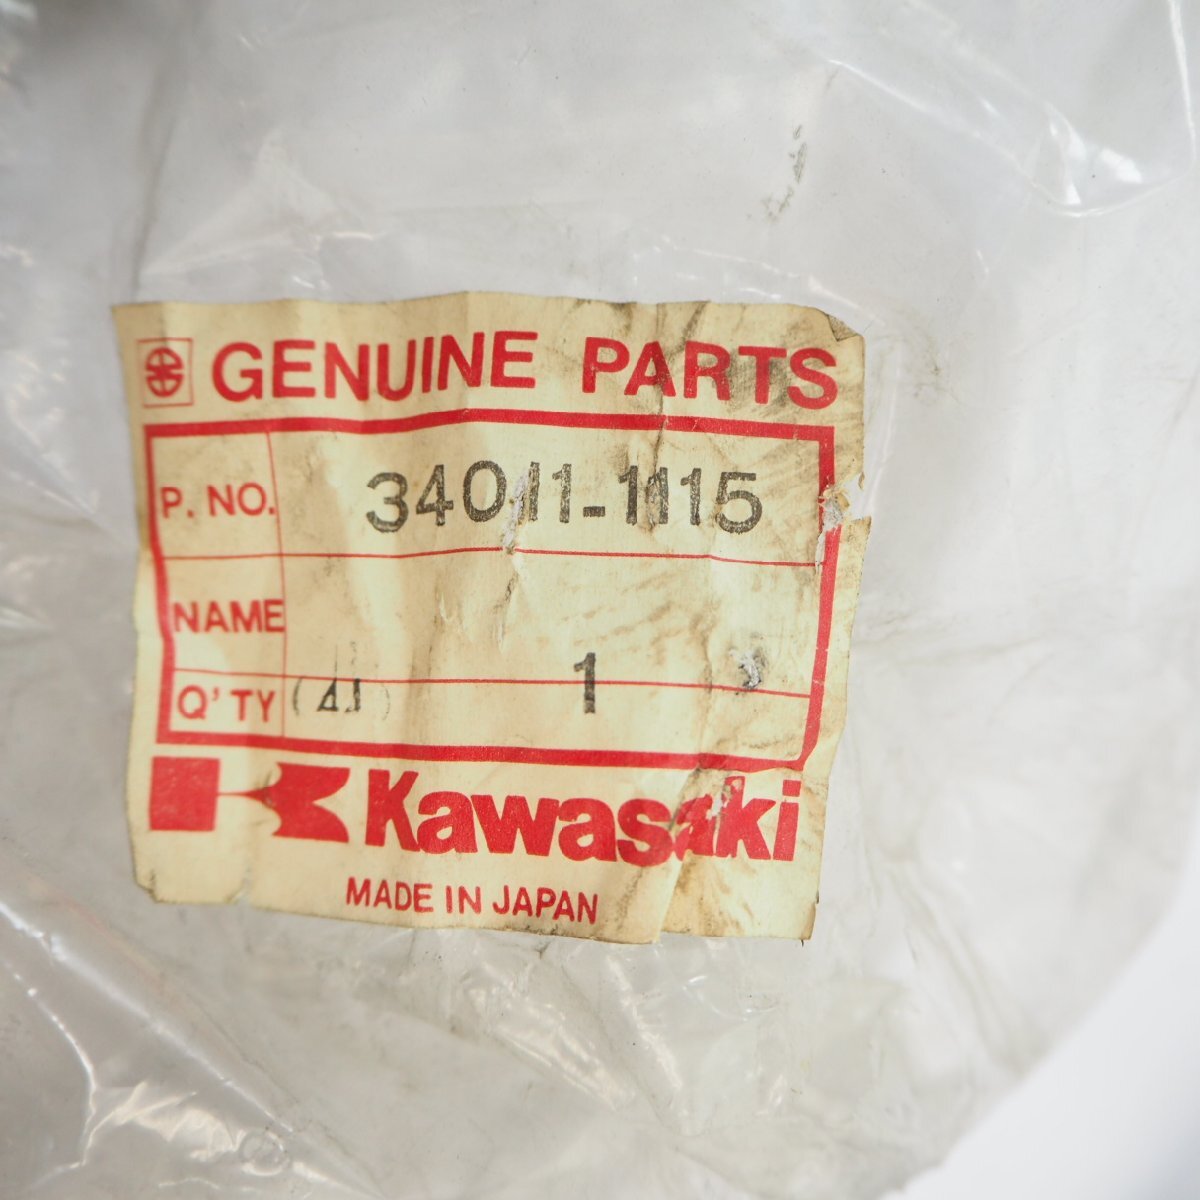 GENUINE PARTS
P. NO. 34011-1115
NAME
Q'TY 1
Kawasaki
MADE IN JAPAN